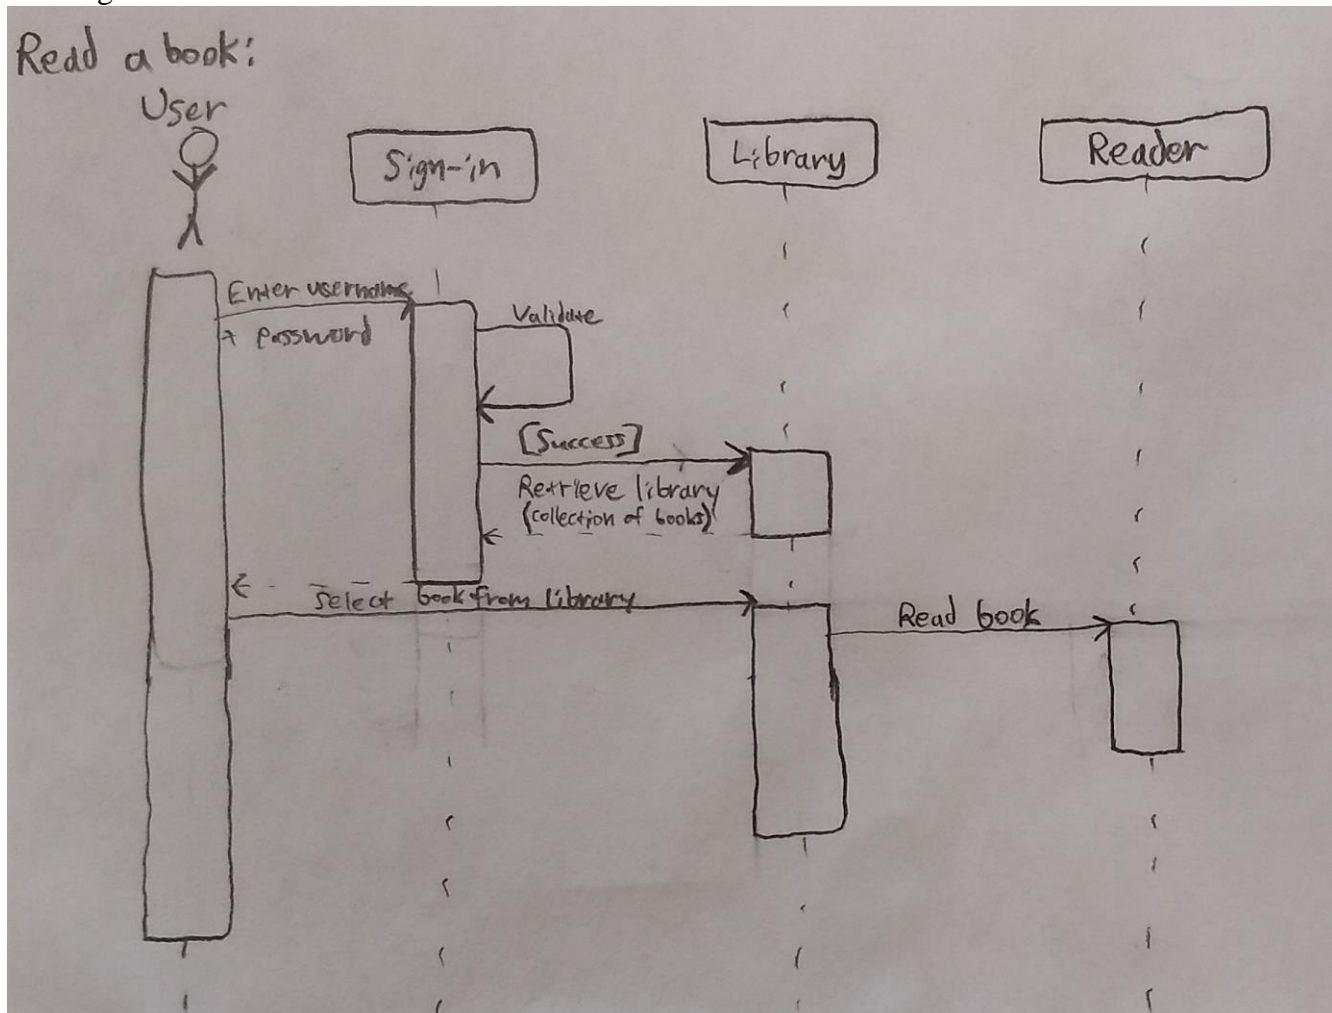 Read a book:
User
Sign-in
Library
Reader
Enter username
+ password
Validate
[Success]
Retrieve library
(collection of books)
Select book from library
Read book